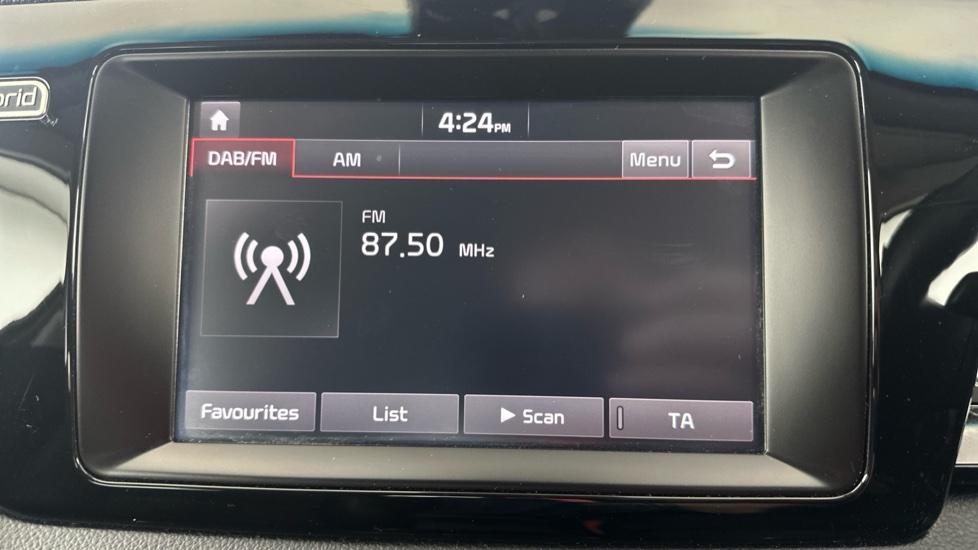 4:24PM
DAB/FM AM Menu
FM
87.50 MHz
Favourites List Scan TA